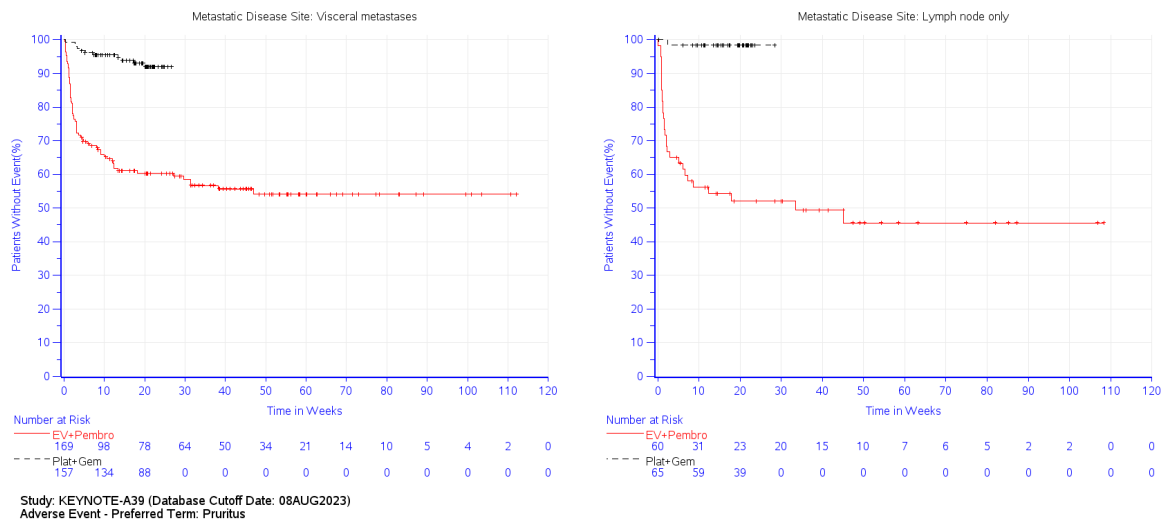 Metastatic Disease Site: Visceral metastases
100
90
80
70
60
50
40
30
20
10
0
Patients Without Event(%)
0 10 20 30 40 50 60 70 80 90 100 110 120
Time in Weeks
Number at Risk
EV+Pembro
169 98 78 64 50 34 21 14 10 5 4 2 0
Plat+Gem
157 134 88 0 0 0 0 0 0 0 0 0 0
Metastatic Disease Site: Lymph node only
100
90
80
70
60
50
40
30
20
10
0
Patients Without Event(%)
0 10 20 30 40 50 60 70 80 90 100 110 120
Time in Weeks
Number at Risk
EV+Pembro
60 31 23 20 15 10 7 6 5 2 2 0 0
Plat+Gem
65 59 39 0 0 0 0 0 0 0 0 0 0
Study: KEYNOTE-A39 (Database Cutoff Date: 08AUG2023)
Adverse Event - Preferred Term: Pruritus